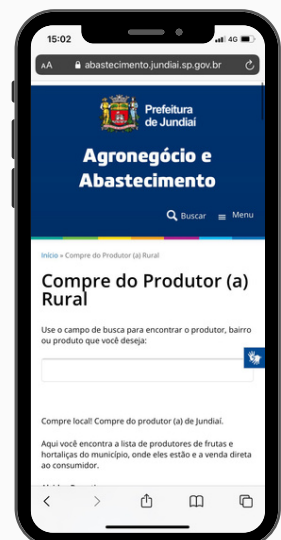 15:02
4G
AA
abastecimento.jundiai.sp.gov.br
Prefeitura
de Jundiaí
Agronegócio e
Abastecimento
Buscar
Menu
Início » Compre do Produtor (a) Rural
Compre do Produtor (a)
Rural
Use o campo de busca para encontrar o produtor, bairro
ou produto que você deseja:
Compre local! Compre do produtor (a) de Jundiaí.
Aqui você encontra a lista de produtores de frutas e
hortaliças do município, onde eles estão e a venda direta
ao consumidor.